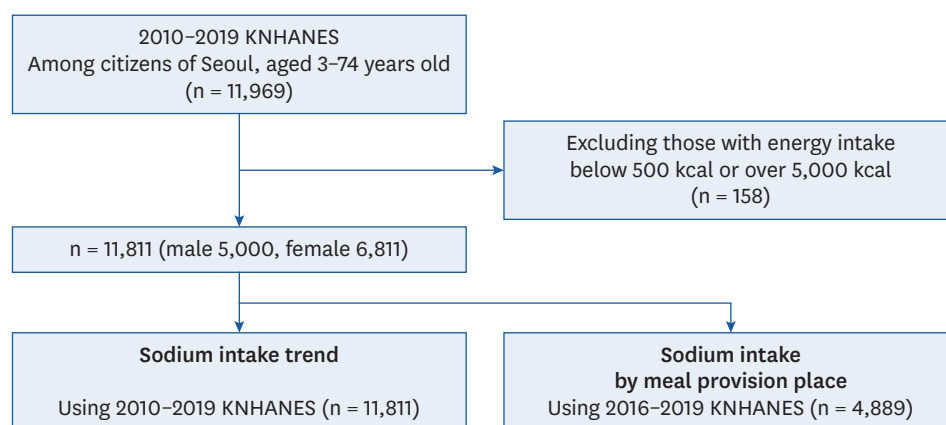 2010–2019 KNHANES
Among citizens of Seoul, aged 3–74 years old
(n = 11,969)
Excluding those with energy intake
below 500 kcal or over 5,000 kcal
(n = 158)
n = 11,811 (male 5,000, female 6,811)
Sodium intake trend
Using 2010–2019 KNHANES (n = 11,811)
Sodium intake
by meal provision place
Using 2016–2019 KNHANES (n = 4,889)